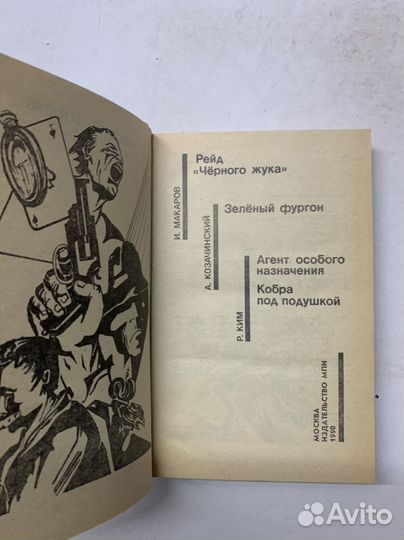 И. МАКАРОВ
Рейд
«Чёрного жука»
А. КОЗАЧИНСКИЙ
Зелёный фургон
Р. КИМ
Агент особого
назначения
Кобра
под подушкой
МОСКВА
ИЗДАТЕЛЬСТВО МПИ
1990
Avito